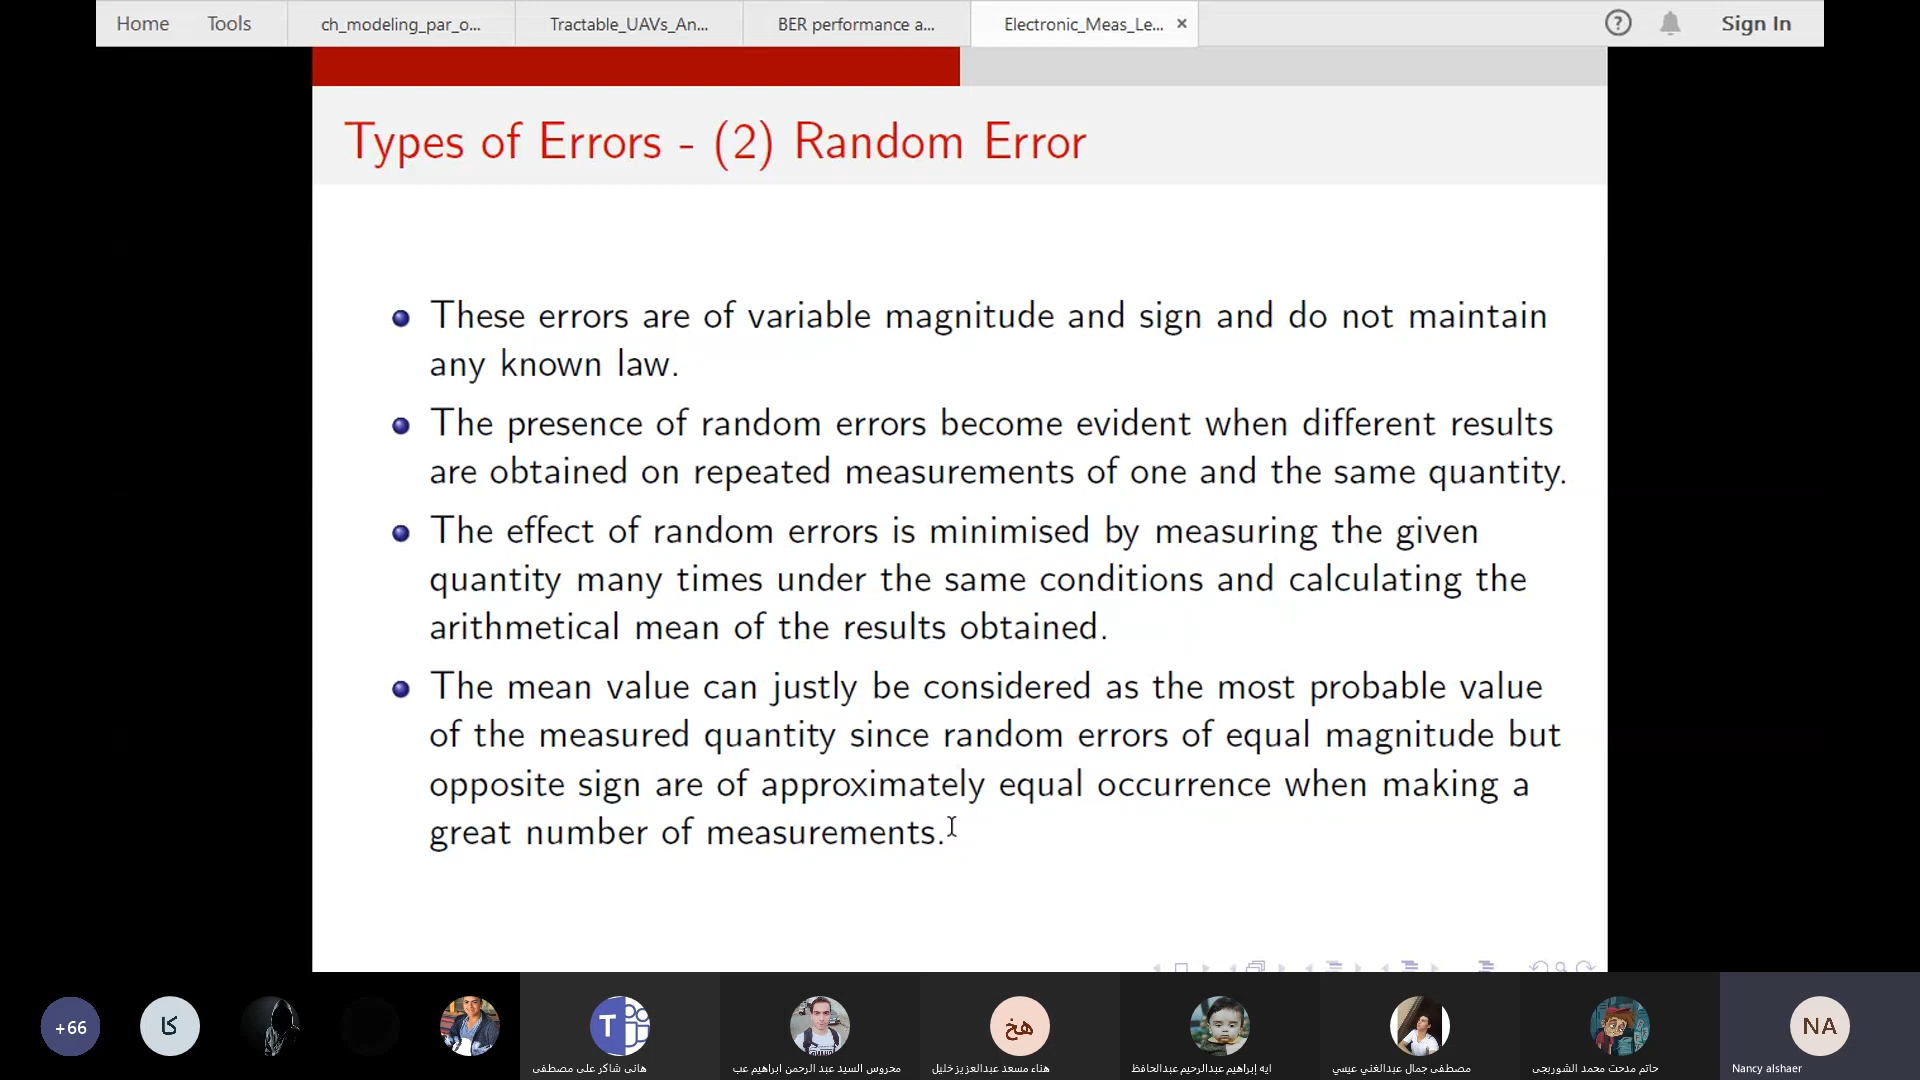 Home Tools ch_modeling_par_o... Tractable_UAVs_An... BER performance a... Electronic_Meas_Le... × ? Sign In
Types of Errors - (2) Random Error
These errors are of variable magnitude and sign and do not maintain
any known law.
The presence of random errors become evident when different results
are obtained on repeated measurements of one and the same quantity.
The effect of random errors is minimised by measuring the given
quantity many times under the same conditions and calculating the
arithmetical mean of the results obtained.
The mean value can justly be considered as the most probable value
of the measured quantity since random errors of equal magnitude but
opposite sign are of approximately equal occurrence when making a
great number of measurements.
+66 كا T هخ NA
هانى شاكر على مصطفى محروس السيد عبد الرحمن ابراهيم عب هناء مسعد عبدالعزيز خليل ايه إبراهيم عبدالرحيم عبدالحافظ مصطفى جمال عبدالغني عيسي حاتم مدحت محمد الشوربجى Nancy alshaer